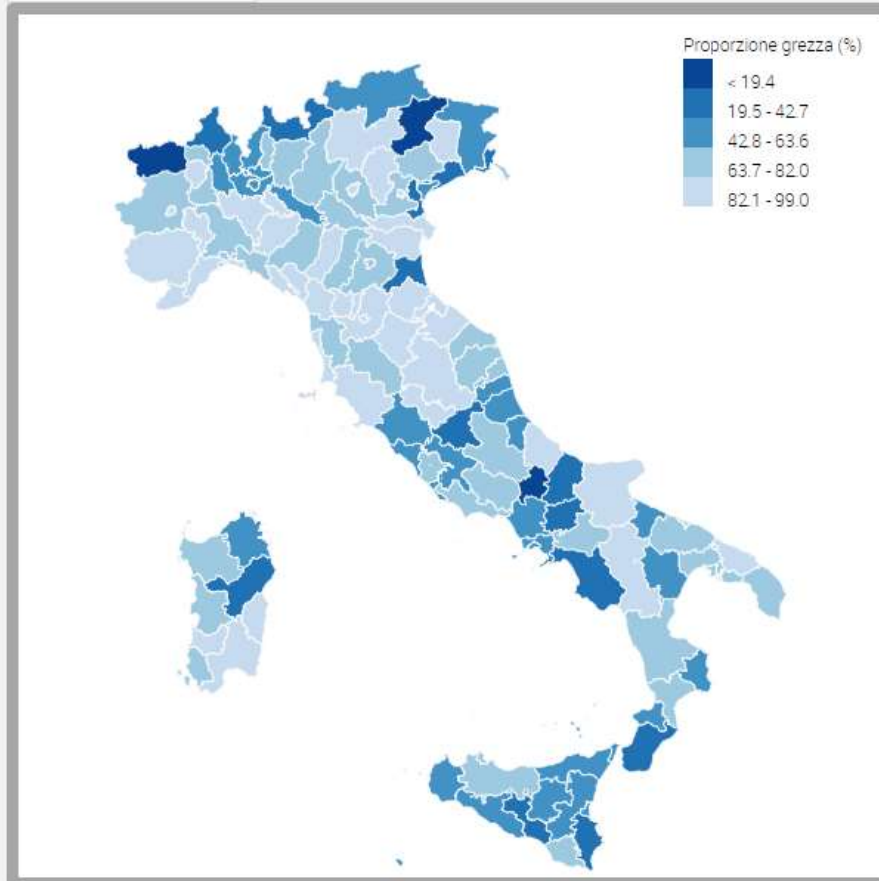 Proporzione grezza (%)
< 19.4
19.5 - 42.7
42.8 - 63.6
63.7 - 82.0
82.1 - 99.0